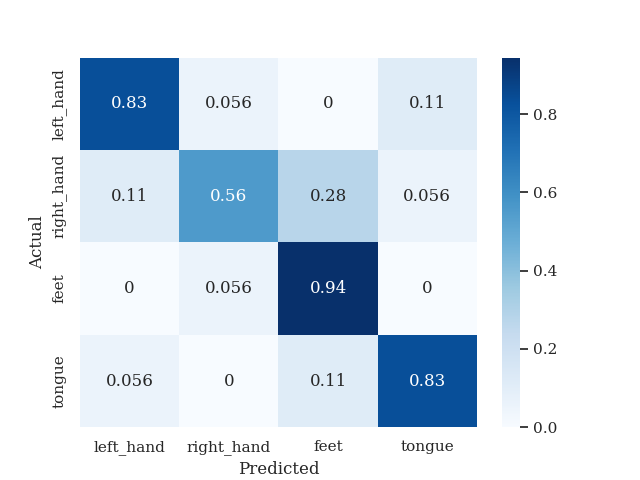 left_hand
0.83 0.056 0 0.11
right_hand
0.11 0.56 0.28 0.056
feet
0 0.056 0.94 0
tongue
0.056 0 0.11 0.83
Actual
left_hand right_hand feet tongue
Predicted
0.8
0.6
0.4
0.2
0.0